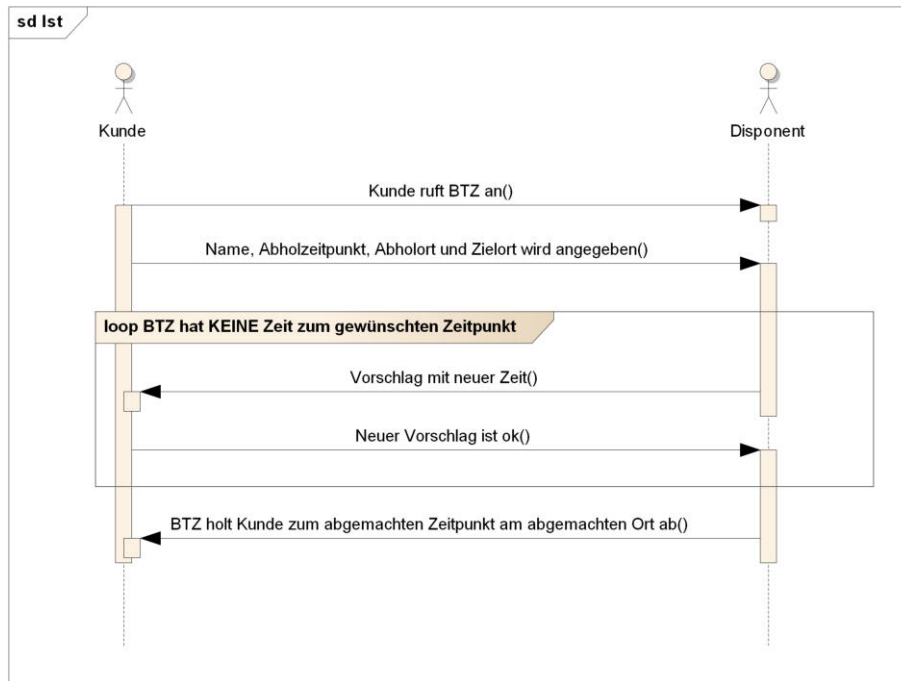 sd Ist
Kunde
Disponent
Kunde ruft BTZ an()
Name, Abholzeitpunkt, Abholort und Zielort wird angegeben()
loop BTZ hat KEINE Zeit zum gewünschten Zeitpunkt
Vorschlag mit neuer Zeit()
Neuer Vorschlag ist ok()
BTZ holt Kunde zum abgemachten Zeitpunkt am abgemachten Ort ab()